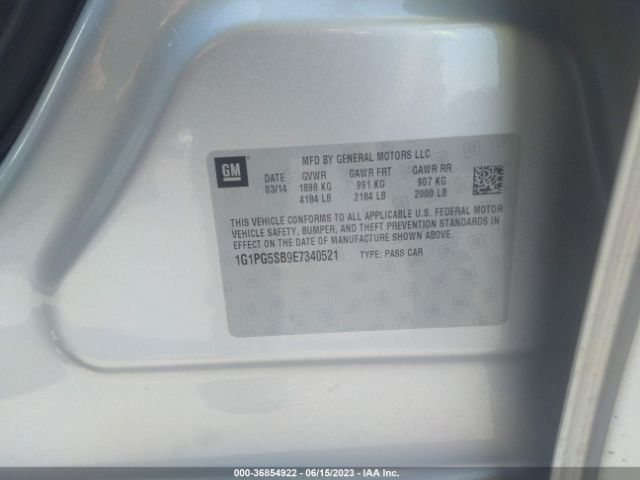 GM
MFD BY GENERAL MOTORS LLC
DATE GVWR GAWR FRT GAWR RR
03/14 1898 KG 991 KG 907 KG
4184 LB 2184 LB 2000 LB
THIS VEHICLE CONFORMS TO ALL APPLICABLE U.S. FEDERAL MOTOR
VEHICLE SAFETY, BUMPER, AND THEFT PREVENTION STANDARDS IN
EFFECT ON THE DATE OF MANUFACTURE SHOWN ABOVE.
1G1PG5SB9E7340521 TYPE: PASS CAR
000-36854922 - 06/15/2023 - IAA Inc.